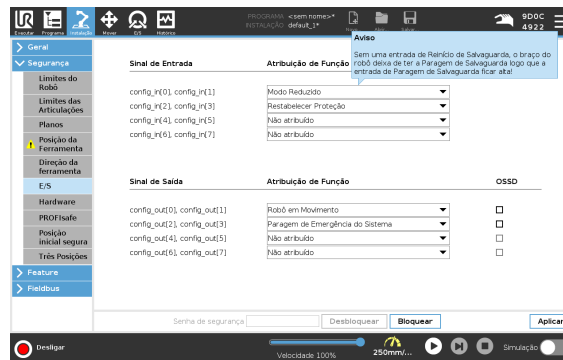 PROGRAMA <sem nome>*
INSTALAÇÃO default_1*
9D0C
4922
Executar Programa Instalação Mover E/S Histórico
Novo... Abrir... Salvar...
Aviso
Sem uma entrada de Reinício de Salvaguarda, o braço do
robô deixa de ter a Paragem de Salvaguarda logo que a
entrada de Paragem de Salvaguarda ficar alta!
Geral
Segurança
Limites do
Robô
Limites das
Articulações
Planos
Posição da
Ferramenta
Direção da
ferramenta
E/S
Hardware
PROFIsafe
Posição
inicial segura
Três Posições
Feature
Fieldbus
Sinal de Entrada Atribuição de Função
config_in[0], config_in[1] Modo Reduzido
config_in[2], config_in[3] Restabelecer Proteção
config_in[4], config_in[5] Não atribuído
config_in[6], config_in[7] Não atribuído
Sinal de Saída Atribuição de Função OSSD
config_out[0], config_out[1] Robô em Movimento
config_out[2], config_out[3] Paragem de Emergência do Sistema
config_out[4], config_out[5] Não atribuído
config_out[6], config_out[7] Não atribuído
Senha de segurança Desbloquear Bloquear Aplicar
Desligar
Velocidade 100%
250mm/...
Simulação